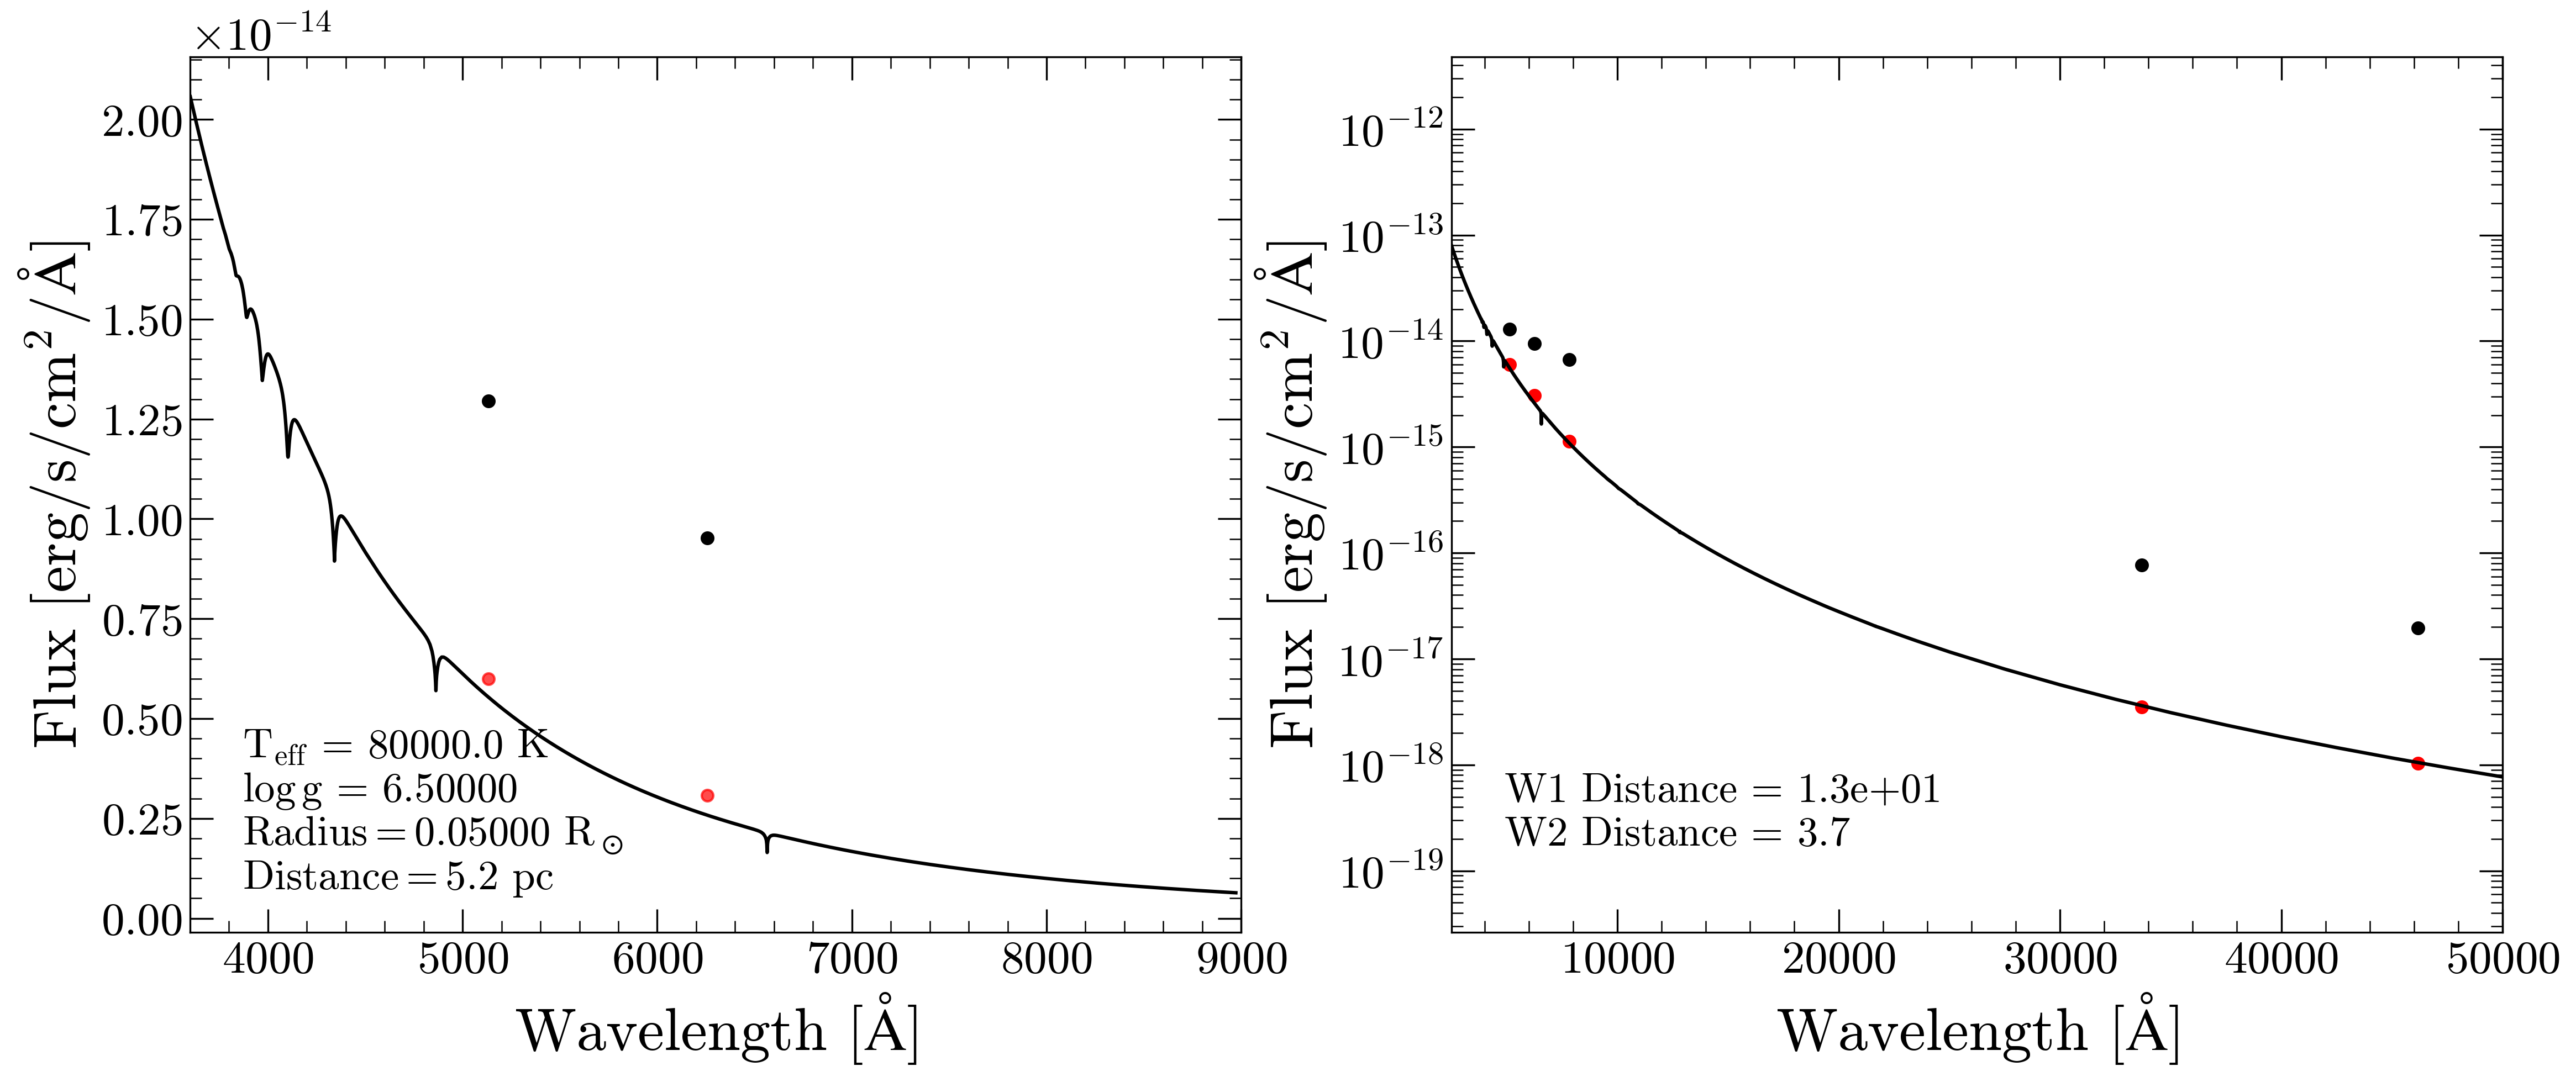 ×10⁻¹⁴
2.00
1.75
1.50
1.25
1.00
0.75
0.50
0.25
0.00
Flux [erg/s/cm²/Å]
T_eff = 80000.0 K
log g = 6.50000
Radius = 0.05000 R_⊙
Distance = 5.2 pc
4000 5000 6000 7000 8000 9000
Wavelength [Å]
10⁻¹²
10⁻¹³
10⁻¹⁴
10⁻¹⁵
10⁻¹⁶
10⁻¹⁷
10⁻¹⁸
10⁻¹⁹
Flux [erg/s/cm²/Å]
W1 Distance = 1.3e+01
W2 Distance = 3.7
10000 20000 30000 40000 50000
Wavelength [Å]